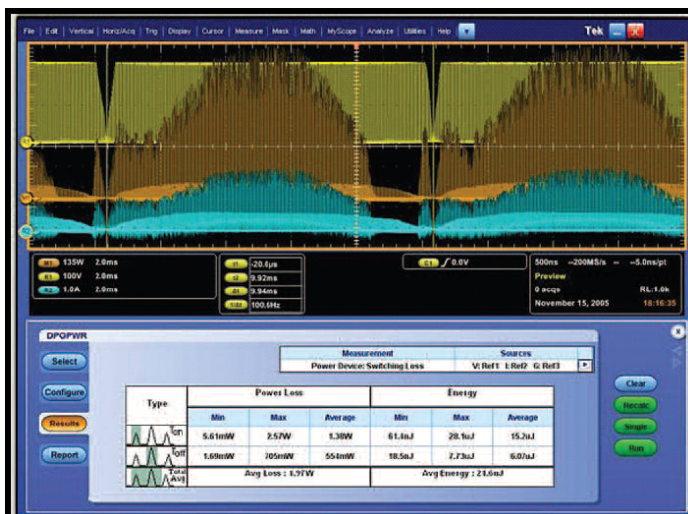 File Edit Vertical Horiz/Acq Trig Display Cursor Measure Mask Math MyScope Analyze Utilities Help Tek
M1 135W 2.0ms
R1 100V 2.0ms
R2 1.0A 2.0ms
t1 -20.0µs
t2 9.92ms
Δt 9.94ms
1/Δt 100.6Hz
C1 0.0V
500ns 200MS/s 5.0ns/pt
Preview
0 acqs RL:1.0k
November 15, 2005 18:16:35
DPOPWR
Select
Configure
Results
Report
Measurement Sources
Power Device: Switching Loss V: Ref1 I:Ref2 G: Ref3
Type Power Loss Energy
Min Max Average Min Max Average
Ton 5.61mW 2.57W 1.38W 28.1uJ 15.2uJ
Toff 1.69mW 705mW 554mW 18.5nJ 7.73uJ 6.07uJ
Total Avg Avg Loss : 1.97W Avg Energy : 21.6uJ
Clear
Recalc
Single
Run